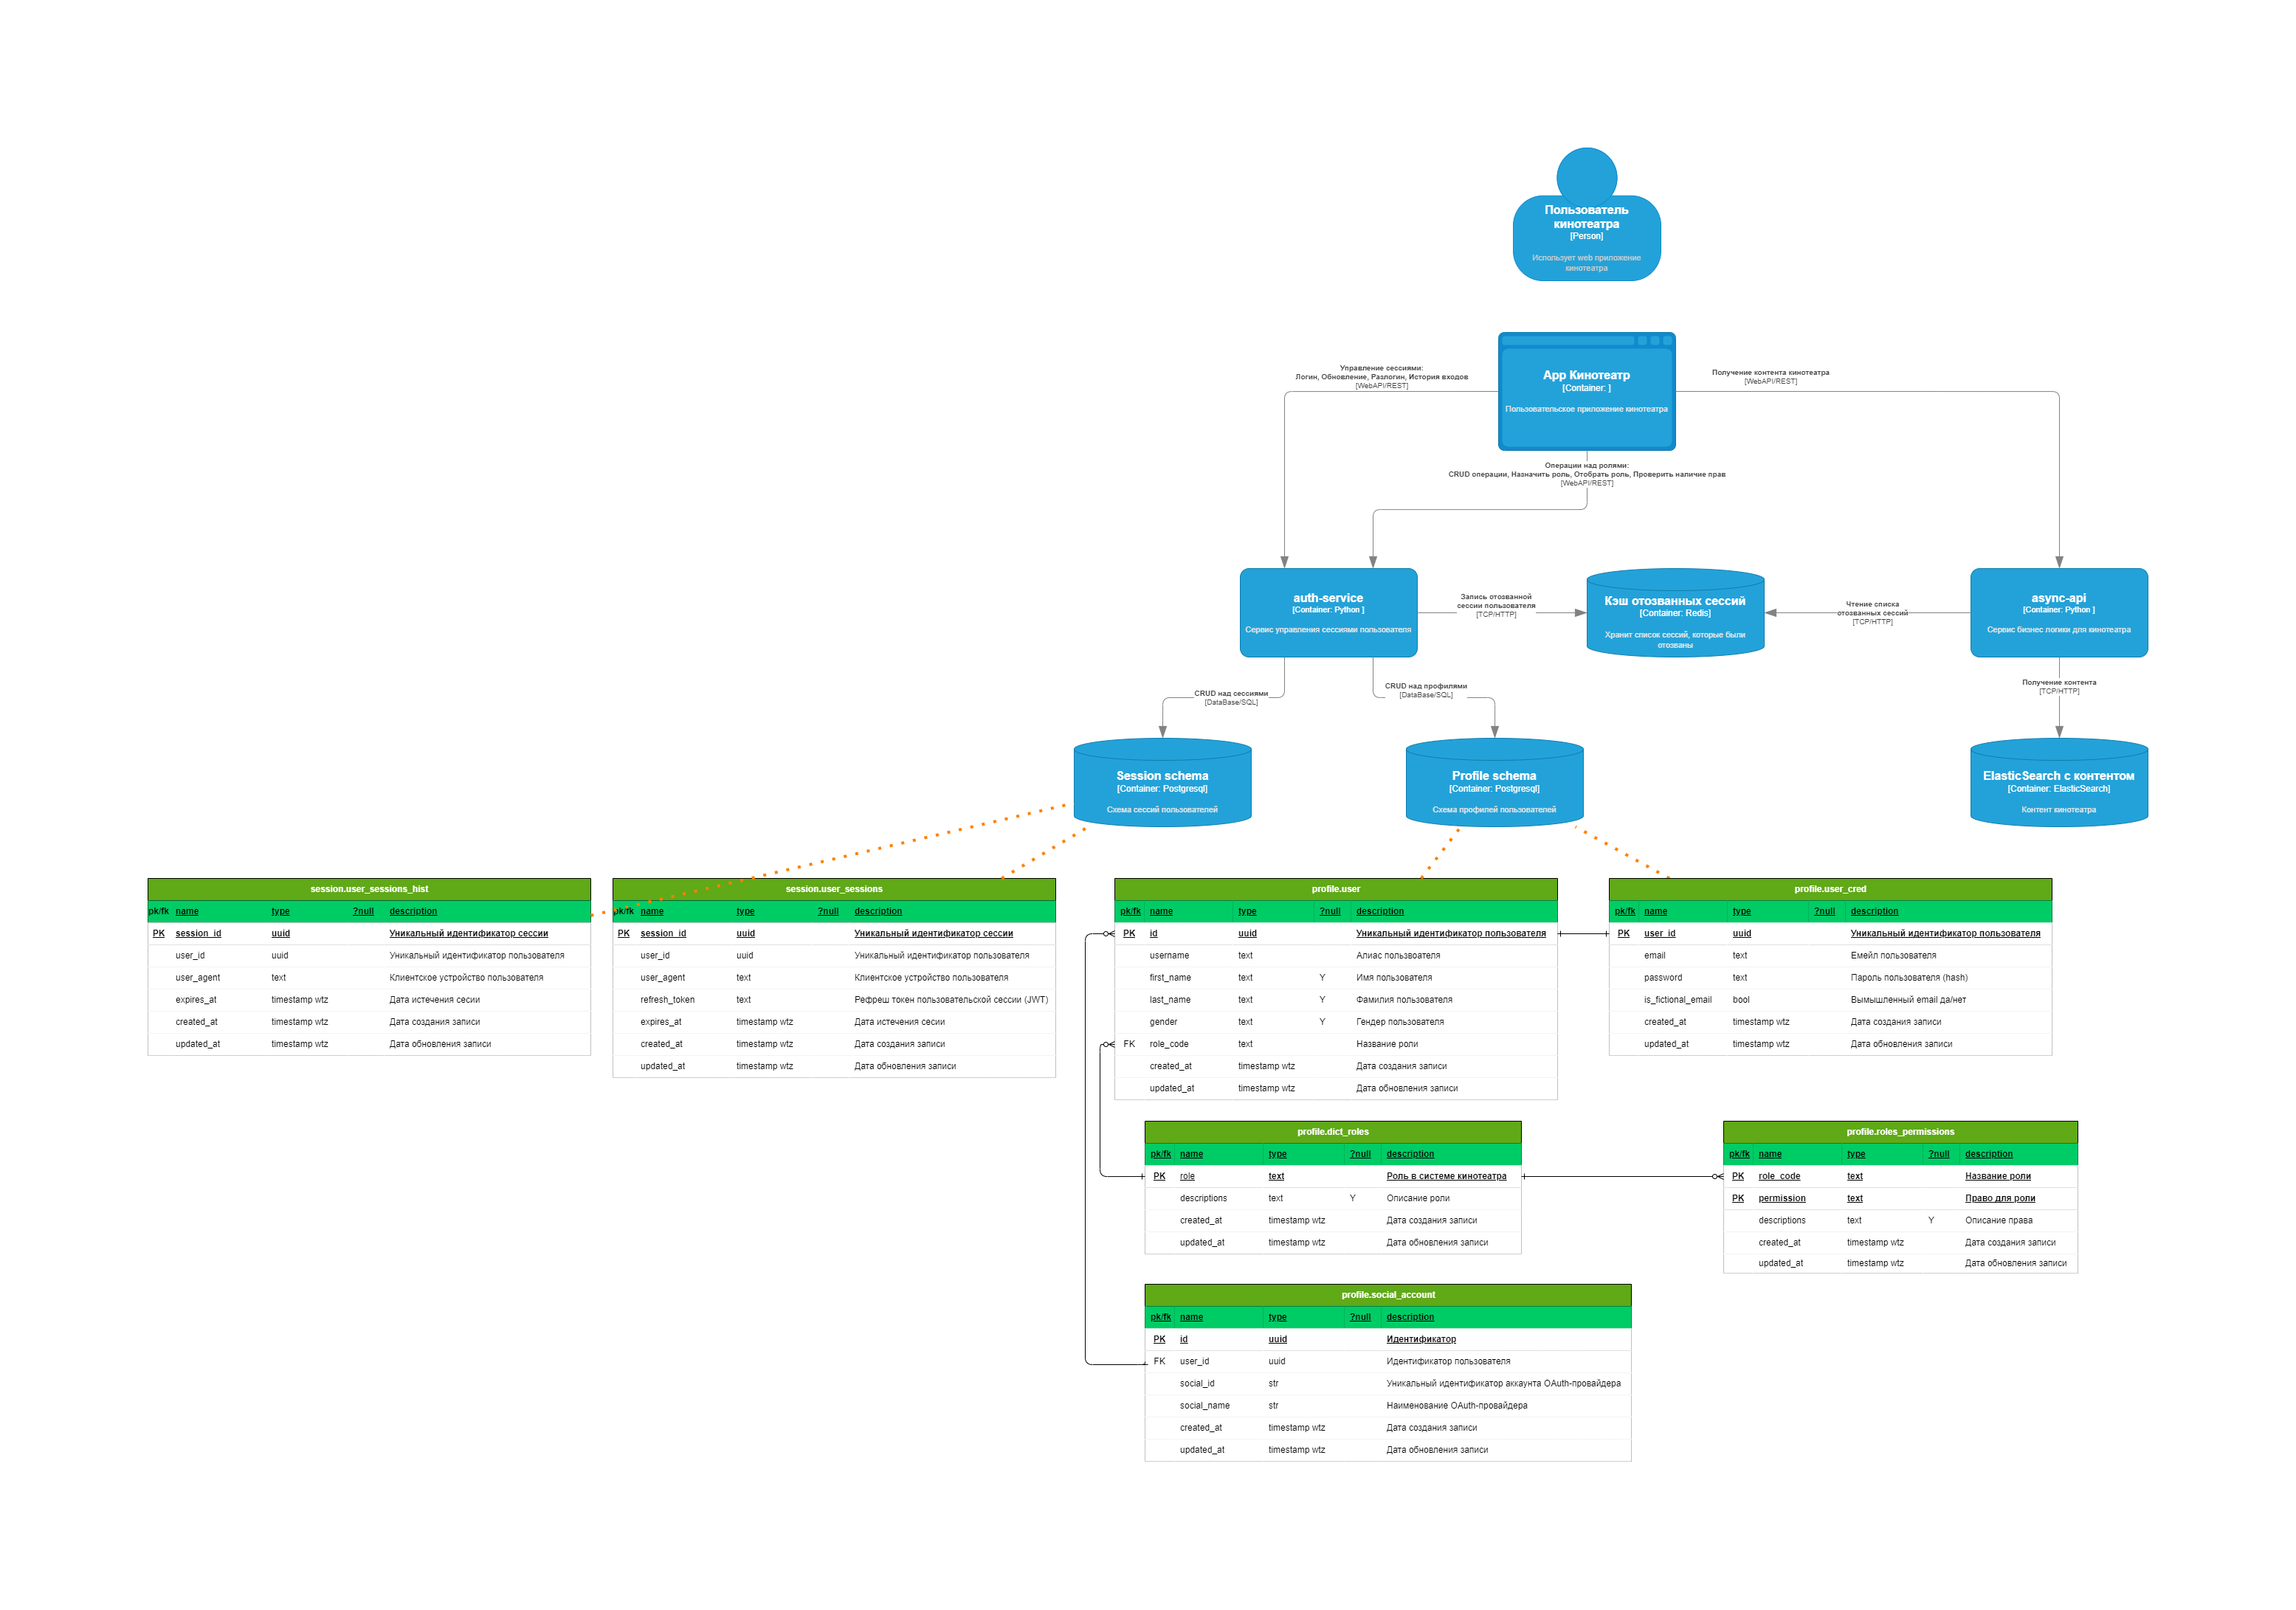 Пользователь
кинотеатра
[Person]
Использует web приложение
кинотеатра
Управление сессиями:
Логин, Обновление, Разлогин, История входов
[WebAPI/REST]
App Кинотеатр
[Container: ]
Пользовательское приложение кинотеатра
Получение контента кинотеатра
[WebAPI/REST]
Операции над ролями:
CRUD операции, Назначить роль, Отобрать роль, Проверить наличие прав
[WebAPI/REST]
auth-service
[Container: Python ]
Сервис управления сессиями пользователя
Запись отозванной
сессии пользователя
[TCP/HTTP]
Кэш отозванных сессий
[Container: Redis]
Хранит список сессий, которые были
отозваны
Чтение списка
отозванных сессий
[TCP/HTTP]
async-api
[Container: Python ]
Сервис бизнес логики для кинотеатра
CRUD над сессиями
[DataBase/SQL]
CRUD над профилями
[DataBase/SQL]
Получение контента
[TCP/HTTP]
Session schema
[Container: Postgresql]
Схема сессий пользователей
Profile schema
[Container: Postgresql]
Схема профилей пользователей
ElasticSearch с контентом
[Container: ElasticSearch]
Контент кинотеатра
session.user_sessions_hist
pk/fk name type ?null description
PK session_id uuid Уникальный идентификатор сессии
user_id uuid Уникальный идентификатор пользователя
user_agent text Клиентское устройство пользователя
expires_at timestamp wtz Дата истечения сесии
created_at timestamp wtz Дата создания записи
updated_at timestamp wtz Дата обновления записи
session.user_sessions
pk/fk name type ?null description
PK session_id uuid Уникальный идентификатор сессии
user_id uuid Уникальный идентификатор пользователя
user_agent text Клиентское устройство пользователя
refresh_token text Рефреш токен пользовательской сессии (JWT)
expires_at timestamp wtz Дата истечения сесии
created_at timestamp wtz Дата создания записи
updated_at timestamp wtz Дата обновления записи
profile.user
pk/fk name type ?null description
PK id uuid Уникальный идентификатор пользователя
username text Алиас пользвоателя
first_name text Y Имя пользователя
last_name text Y Фамилия пользователя
gender text Y Гендер пользователя
FK role_code text Название роли
created_at timestamp wtz Дата создания записи
updated_at timestamp wtz Дата обновления записи
profile.user_cred
pk/fk name type ?null description
PK user_id uuid Уникальный идентификатор пользователя
email text Емейл пользователя
password text Пароль пользователя (hash)
is_fictional_email bool Вымышленный email да/нет
created_at timestamp wtz Дата создания записи
updated_at timestamp wtz Дата обновления записи
profile.dict_roles
pk/fk name type ?null description
PK role text Роль в системе кинотеатра
descriptions text Y Описание роли
created_at timestamp wtz Дата создания записи
updated_at timestamp wtz Дата обновления записи
profile.roles_permissions
pk/fk name type ?null description
PK role_code text Название роли
PK permission text Право для роли
descriptions text Y Описание права
created_at timestamp wtz Дата создания записи
updated_at timestamp wtz Дата обновления записи
profile.social_account
pk/fk name type ?null description
PK id uuid Идентификатор
FK user_id uuid Идентификатор пользователя
social_id str Уникальный идентификатор аккаунта OAuth-провайдера
social_name str Наименование OAuth-провайдера
created_at timestamp wtz Дата создания записи
updated_at timestamp wtz Дата обновления записи